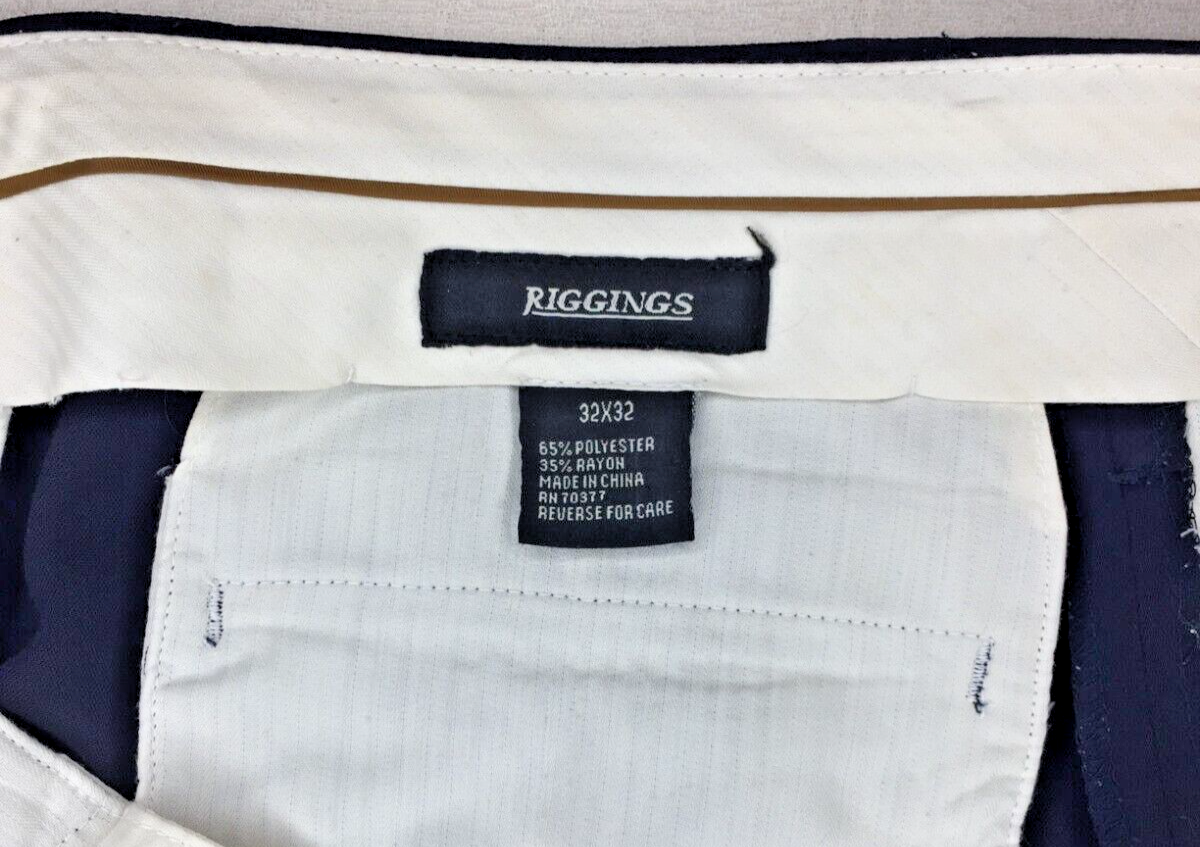 RIGGINGS
32X32
65% POLYESTER
35% RAYON
MADE IN CHINA
RN 70377
REVERSE FOR CARE